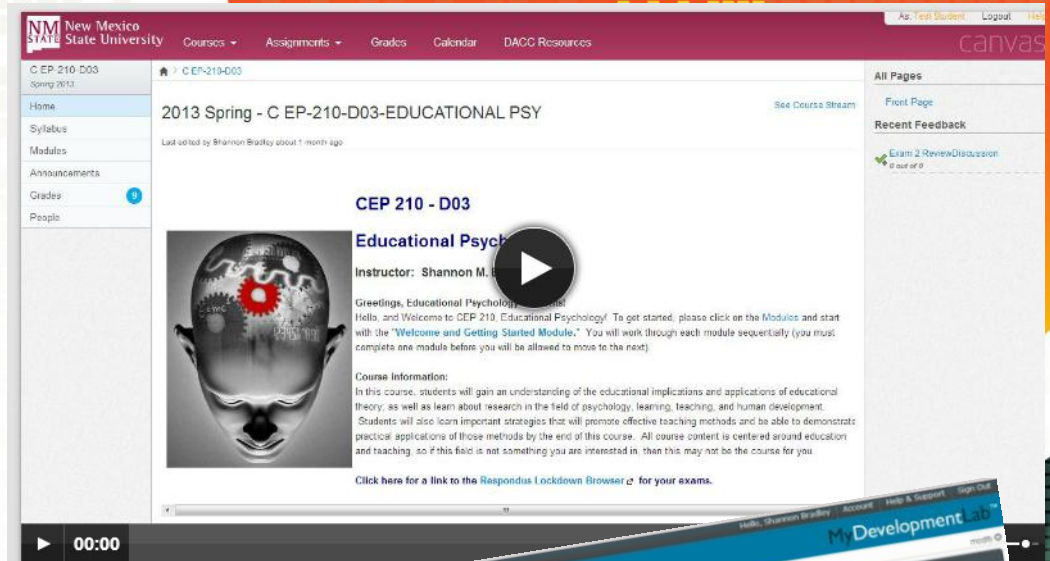 NM New Mexico
STATE State University
Courses
Assignments
Grades
Calendar
DACC Resources
As: Test Student
Logout
Help
canvas
C EP-210-D03
Spring 2013
Home
Syllabus
Modules
Announcements
Grades 9
People
C EP-210-D03
2013 Spring - C EP-210-D03-EDUCATIONAL PSY
See Course Stream
Last edited by Shannon Bradley about 1 month ago
CEP 210 - D03
Educational Psych
Instructor: Shannon M.
Greetings, Educational Psychology
Hello, and Welcome to CEP 210, Educational Psychology! To get started, please click on the Modules and start
with the "Welcome and Getting Started Module." You will work through each module sequentially (you must
complete one module before you will be allowed to move to the next).
Course Information:
In this course, students will gain an understanding of the educational implications and applications of educational
theory, as well as learn about research in the field of psychology, learning, teaching, and human development.
Students will also learn important strategies that will promote effective teaching methods and be able to demonstrate
practical applications of those methods by the end of this course. All course content is centered around education
and teaching, so if this field is not something you are interested in, then this may not be the course for you
Click here for a link to the Respondus Lockdown Browser for your exams.
All Pages
Front Page
Recent Feedback
Exam 2 ReviewDiscussion
0 out of 0
00:00
Hello, Shannon Bradley
Account
Help & Support
Sign Out
MyDevelopmentLab™